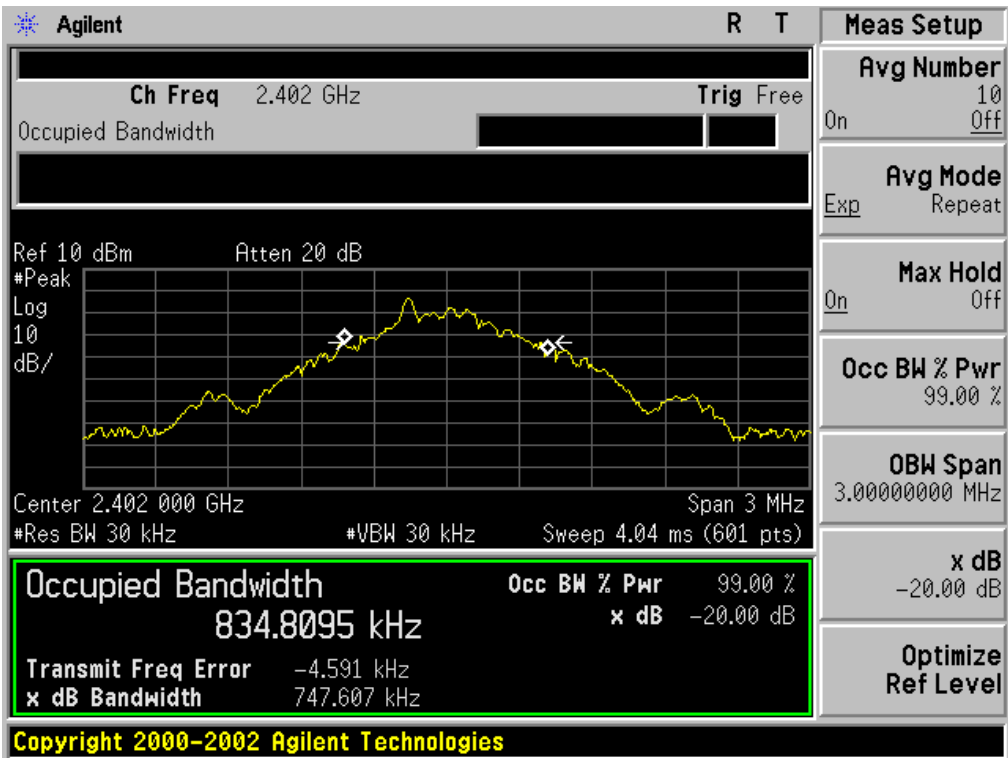 Agilent R T
Ch Freq 2.402 GHz Trig Free
Occupied Bandwidth
Ref 10 dBm Atten 20 dB
#Peak
Log
10
dB/
Center 2.402 000 GHz Span 3 MHz
#Res BW 30 kHz #VBW 30 kHz Sweep 4.04 ms (601 pts)
Occupied Bandwidth Occ BW % Pwr 99.00 %
834.8095 kHz x dB -20.00 dB
Transmit Freq Error -4.591 kHz
x dB Bandwidth 747.607 kHz
Copyright 2000-2002 Agilent Technologies
Meas Setup
Avg Number
10
On Off
Avg Mode
Exp Repeat
Max Hold
On Off
Occ BW % Pwr
99.00 %
OBW Span
3.00000000 MHz
x dB
-20.00 dB
Optimize
Ref Level